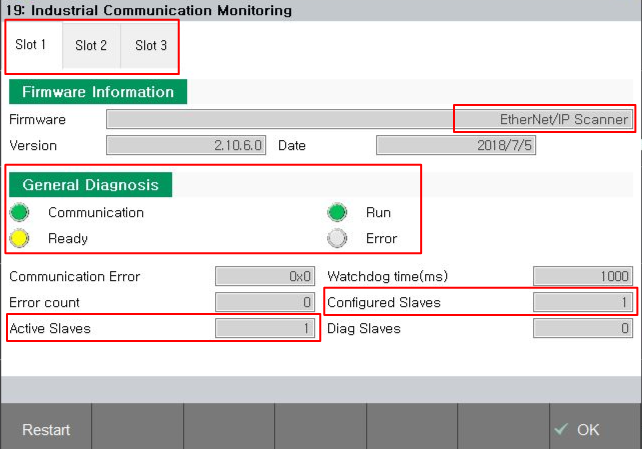 19: Industrial Communication Monitoring
Slot 1 Slot 2 Slot 3
Firmware Information
Firmware EtherNet/IP Scanner
Version 2.10.6.0 Date 2018/7/5
General Diagnosis
Communication Run
Ready Error
Communication Error 0x0 Watchdog time(ms) 1000
Error count 0 Configured Slaves 1
Active Slaves 1 Diag Slaves 0
Restart OK